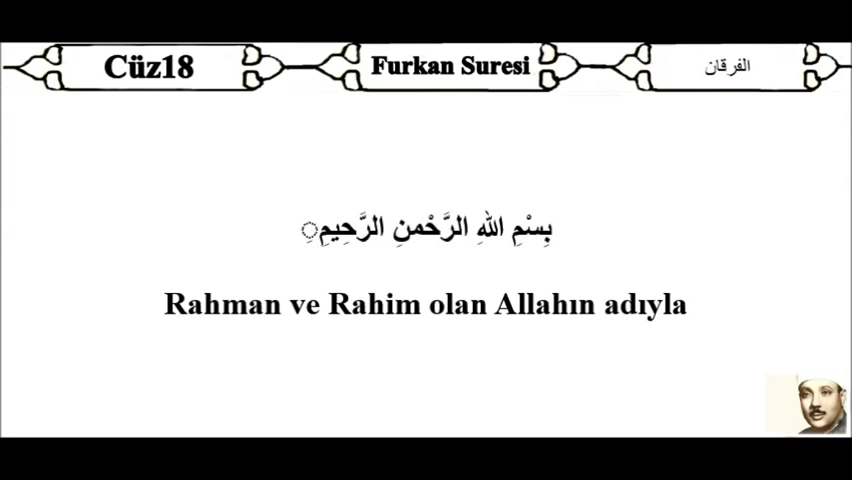 Cüz18
Furkan Suresi
الفرقان
بِسْمِ اللهِ الرَّحْمنِ الرَّحِيمِ ِ
Rahman ve Rahim olan Allahın adıyla